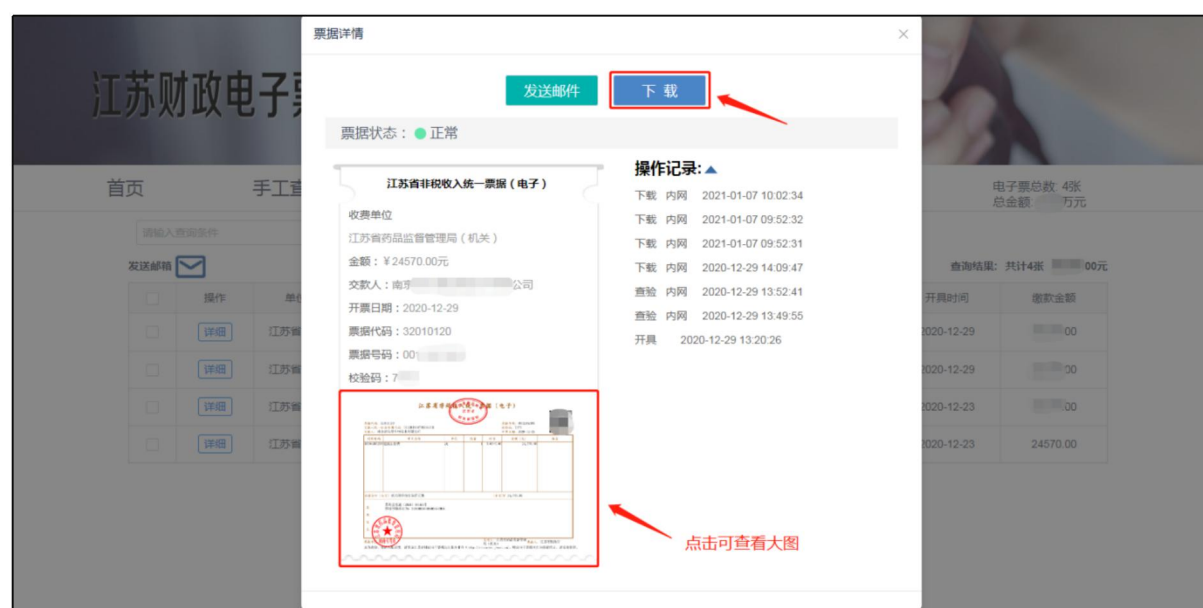 票据详情
江苏财政电子
发送邮件
下 载
票据状态： 正常
首页
手工
电子票总数: 4张
总金额: 万元
请输入查询条件
发送邮箱
查询结果: 共计4张 00元
操作
开具时间
缴款金额
详细
江苏省
2020-12-29
00
详细
江苏省
2020-12-29
00
详细
江苏省
2020-12-23
00
详细
江苏省
2020-12-23
24570.00
江苏省非税收入统一票据（电子）
收费单位
江苏省药品监督管理局（机关）
金额：￥24570.00元
交款人：南京 公司
开票日期：2020-12-29
票据代码：32010120
票据号码：00
校验码：7
操作记录:
下载 内网 2021-01-07 10:02:34
下载 内网 2021-01-07 09:52:32
下载 内网 2021-01-07 09:52:31
下载 内网 2020-12-29 14:09:47
查验 内网 2020-12-29 13:52:41
查验 内网 2020-12-29 13:49:55
开具 2020-12-29 13:20:26
点击可查看大图